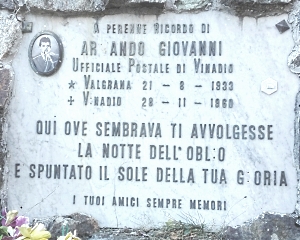 A PERENNE RICORDO DI
AR ANDO GIOVANNI
UFFICIALE POSTALE DI VINADIO
★ VALGRANA 21 - 8 - 1933
✝ V:NADIO 28 - 11 - 1960
QUI OVE SEMBRAVA TI AVVOLGESSE
LA NOTTE DELL'OBL:O
E SPUNTATO IL SOLE DELLA TUA G:ORIA
I TUOI AMICI SEMPRE MEMORI